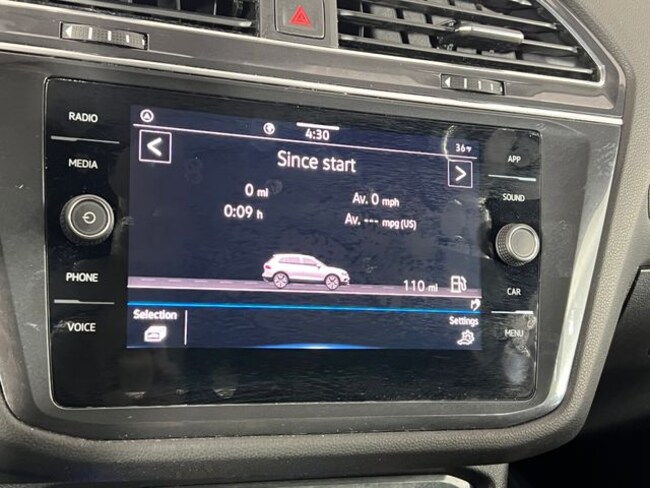 RADIO
MEDIA
PHONE
VOICE
4:30
36°F
Since start
0 mi
0:09 h
Av. 0 mph
Av. --- mpg (US)
110 mi
Selection
Settings
APP
SOUND
CAR
MENU